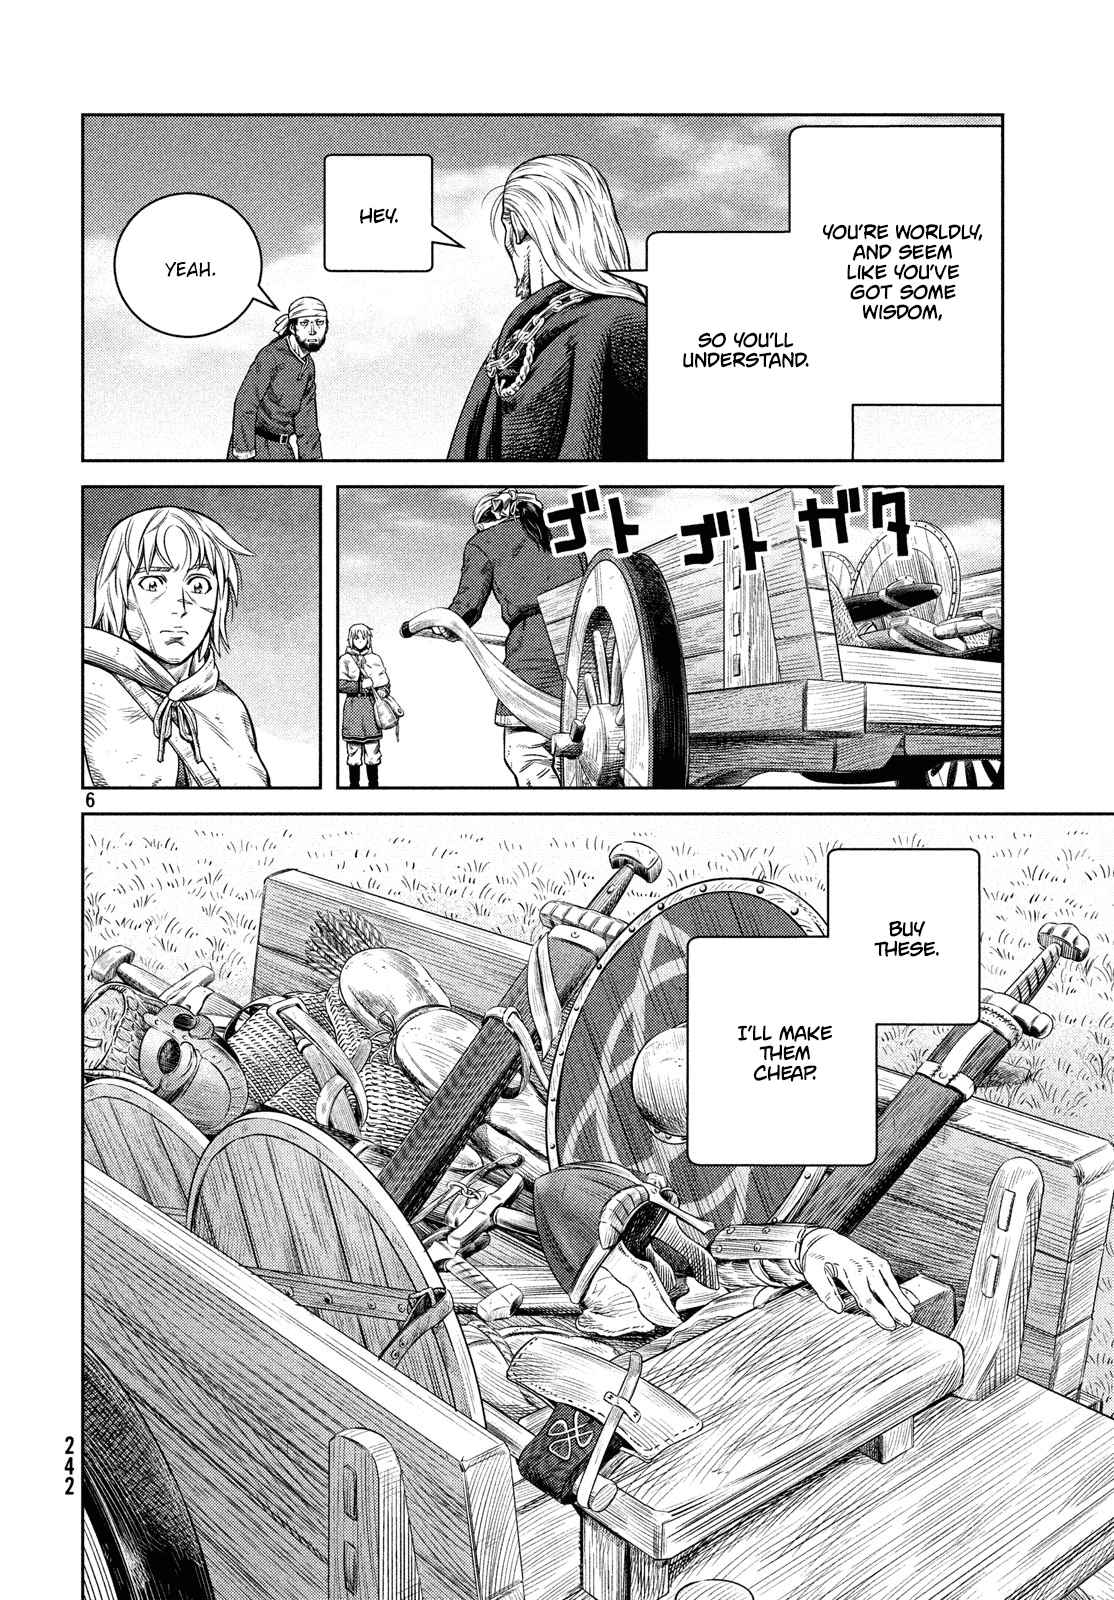 YOU'RE WORLDLY,
AND SEEM
LIKE YOU'VE
GOT SOME
WISDOM,
SO YOU'LL
UNDERSTAND.
HEY.
YEAH.
ゴト
ゴト
ガタ
6
BUY
THESE.
I'LL MAKE
THEM
CHEAP.
242